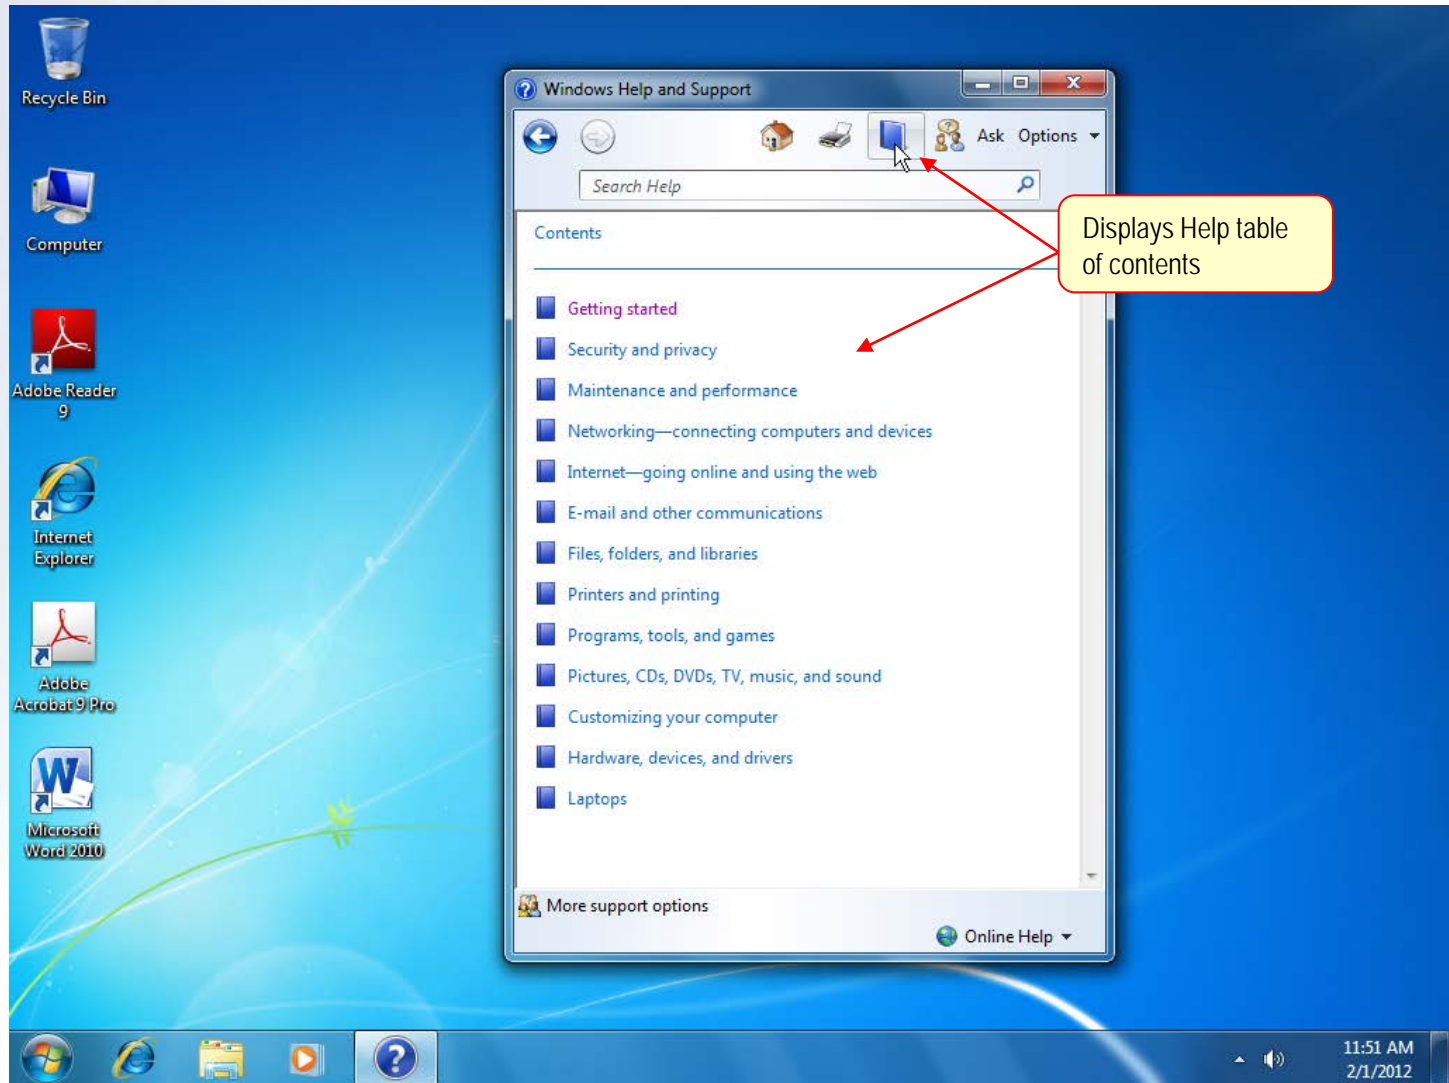 Recycle Bin
Computer
Adobe Reader
9
Internet
Explorer
Adobe
Acrobat 9 Pro
W
Microsoft
Word 2010
? Windows Help and Support
Ask Options
Search Help
Displays Help table
of contents
Contents
Getting started
Security and privacy
Maintenance and performance
Networking—connecting computers and devices
Internet—going online and using the web
E-mail and other communications
Files, folders, and libraries
Printers and printing
Programs, tools, and games
Pictures, CDs, DVDs, TV, music, and sound
Customizing your computer
Hardware, devices, and drivers
Laptops
More support options
Online Help
?
11:51 AM
2/1/2012